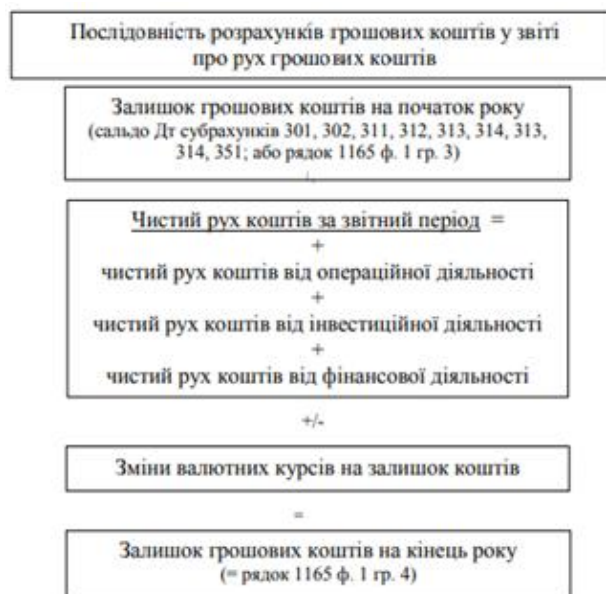 Послідовність розрахунків грошових коштів у звіті
про рух грошових коштів
Залишок грошових коштів на початок року
(сальдо Дт субрахунків 301, 302, 311, 312, 313, 314, 313,
314, 351; або рядок 1165 ф. 1 гр. 3)
Чистий рух коштів за звітний період =
+
чистий рух коштів від операційної діяльності
+
чистий рух коштів від інвестиційної діяльності
+
чистий рух коштів від фінансової діяльності
+/-
Зміни валютних курсів на залишок коштів
=
Залишок грошових коштів на кінець року
(= рядок 1165 ф. 1 гр. 4)